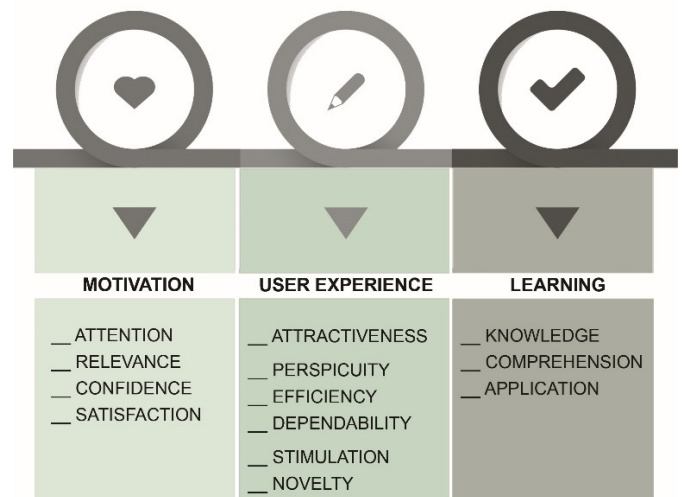 MOTIVATION
__ ATTENTION
__ RELEVANCE
__ CONFIDENCE
__ SATISFACTION
USER EXPERIENCE
__ ATTRACTIVENESS
__ PERSPICUITY
__ EFFICIENCY
__ DEPENDABILITY
__ STIMULATION
__ NOVELTY
LEARNING
__ KNOWLEDGE
__ COMPREHENSION
__ APPLICATION